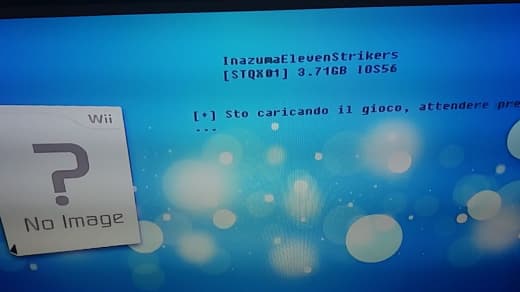 InazumaElevenStrikers
[STQX01] 3.71GB IOS56
[+] Sto caricando il gioco, attendere
...
Wii
?
No Image